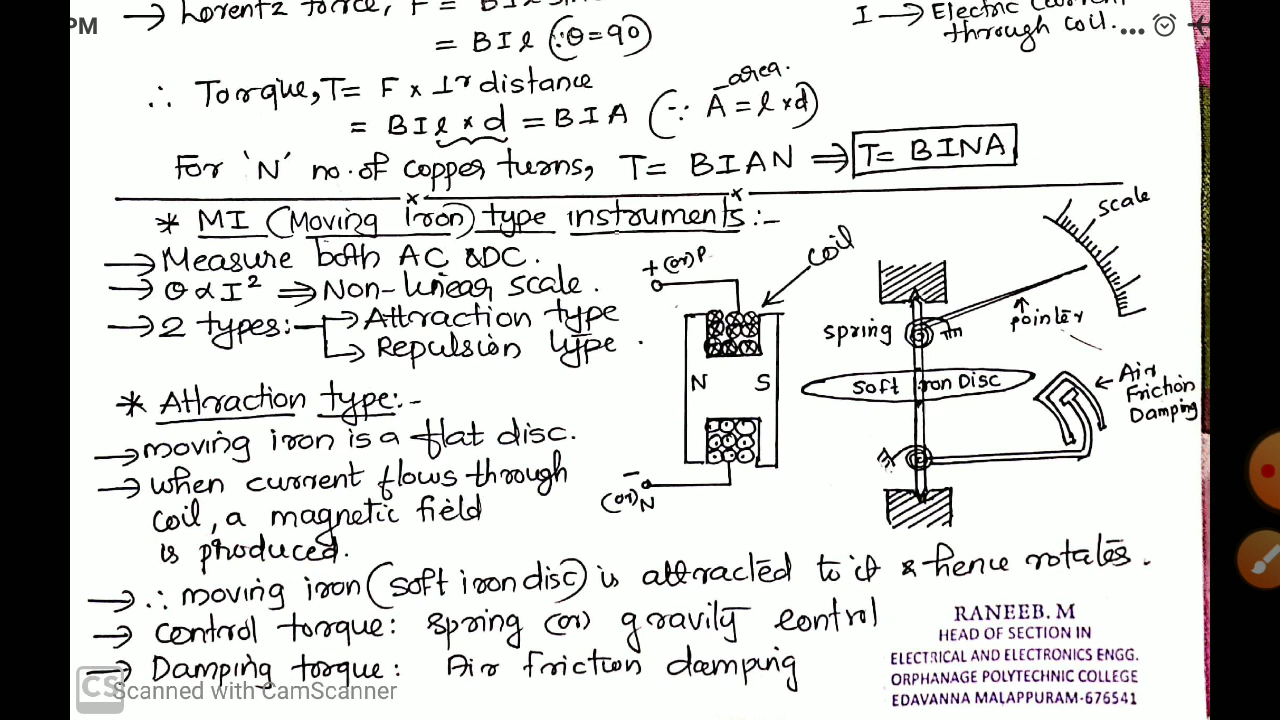 PM
→ Lorentz force, F = BIl
= BIl (∵θ=90)
I → Electric
through coil....
∴ Torque, T= F × ⊥r distance
= BIl × d = BIA (∵ A = l×d)
area.
For 'N' no. of copper turns, T= BIAN ⇒ T= BINA
* MI (Moving iron) type instruments:-
→ Measure both AC &DC.
→ θ∝I² ⇒ Non-linear scale.
→ 2 types:- → Attraction type
→ Repulsion type.
+ (or) P
coil
N S
- (or) N
scale
spring
pointer
Soft iron Disc
← Air
Friction
Damping
* Attraction type:-
→ moving iron is a flat disc.
→ when current flows through
coil, a magnetic field
is produced.
→ ∴ moving iron (soft iron disc) is attracted to it & hence rotates.
→ control torque: spring (or) gravity control
→ Damping torque: Air friction damping
RANEEB. M
HEAD OF SECTION IN
ELECTRICAL AND ELECTRONICS ENGG.
ORPHANAGE POLYTECHNIC COLLEGE
EDAVANNA MALAPPURAM-676541
CS Scanned with CamScanner